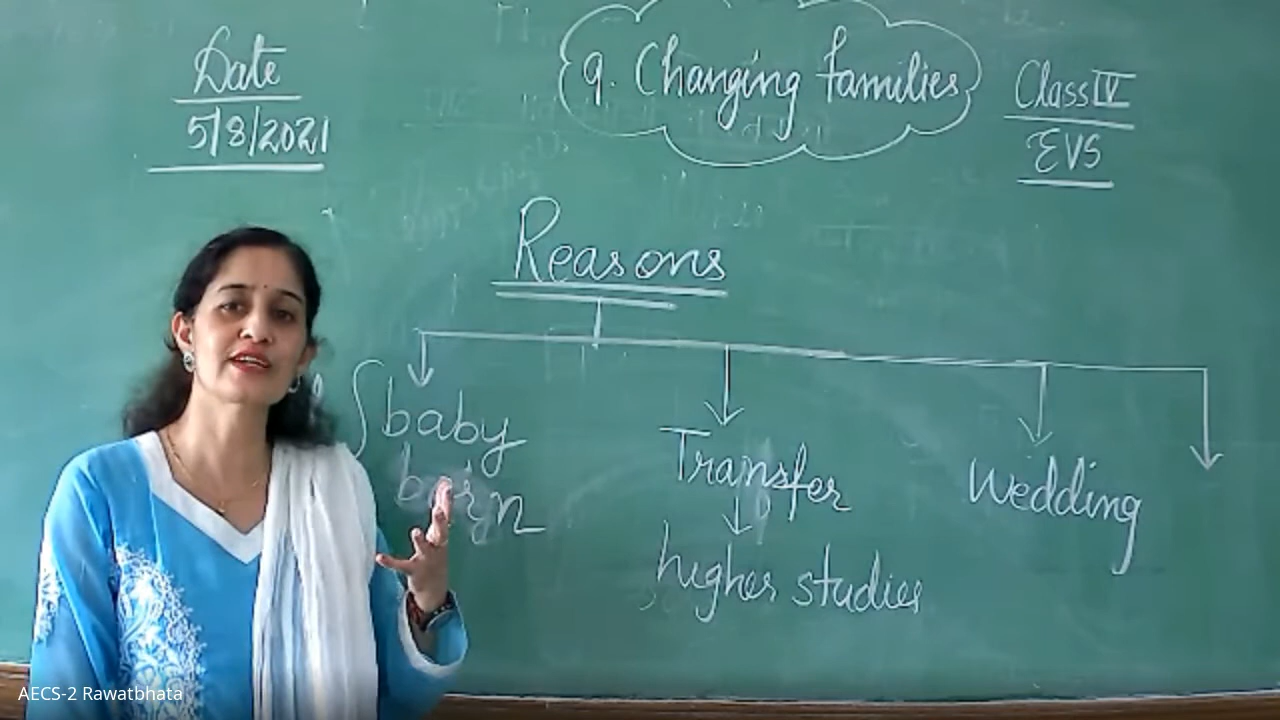 Date
5/8/2021
9. Changing families
Class IV
EVS
Reasons
baby
born
Transfer
higher studies
Wedding
AECS-2 Rawatbhata